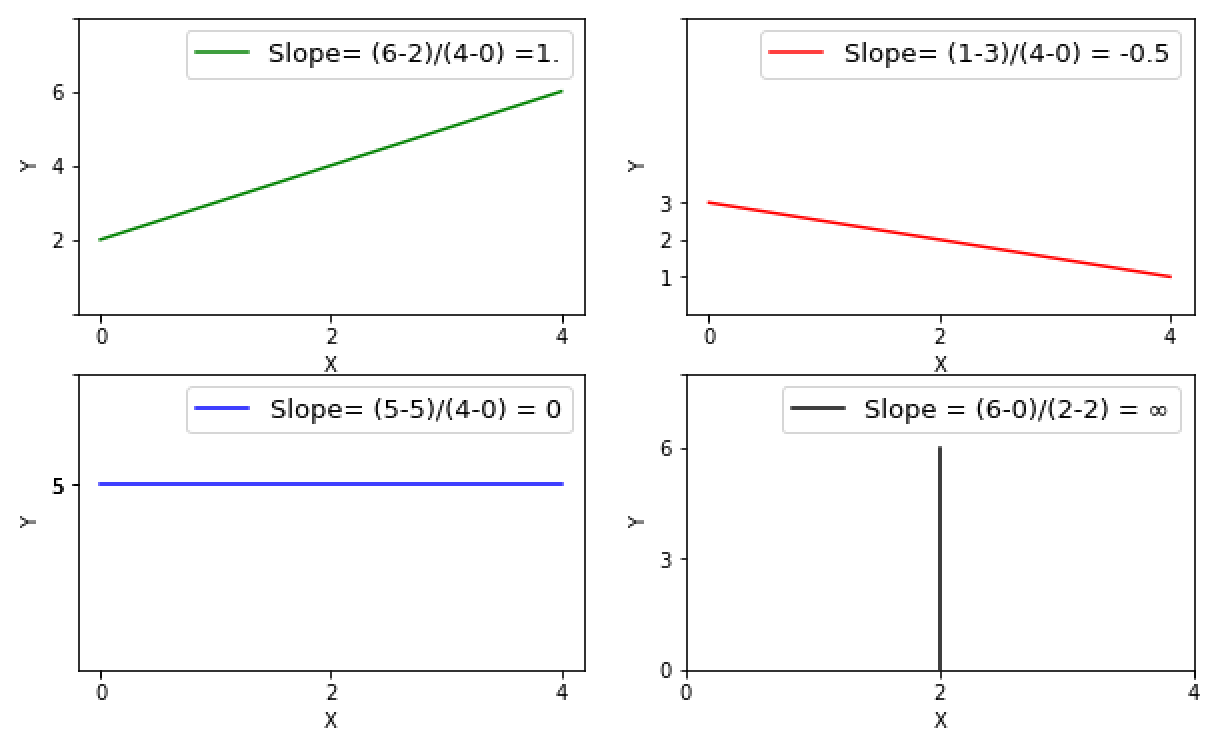 Slope= (6-2)/(4-0) =1.
6
4
2
Y
0 2 4
X
Slope= (1-3)/(4-0) = -0.5
3
2
1
Y
0 2 4
X
Slope= (5-5)/(4-0) = 0
5
Y
0 2 4
X
Slope = (6-0)/(2-2) = ∞
6
3
0
Y
0 2 4
X